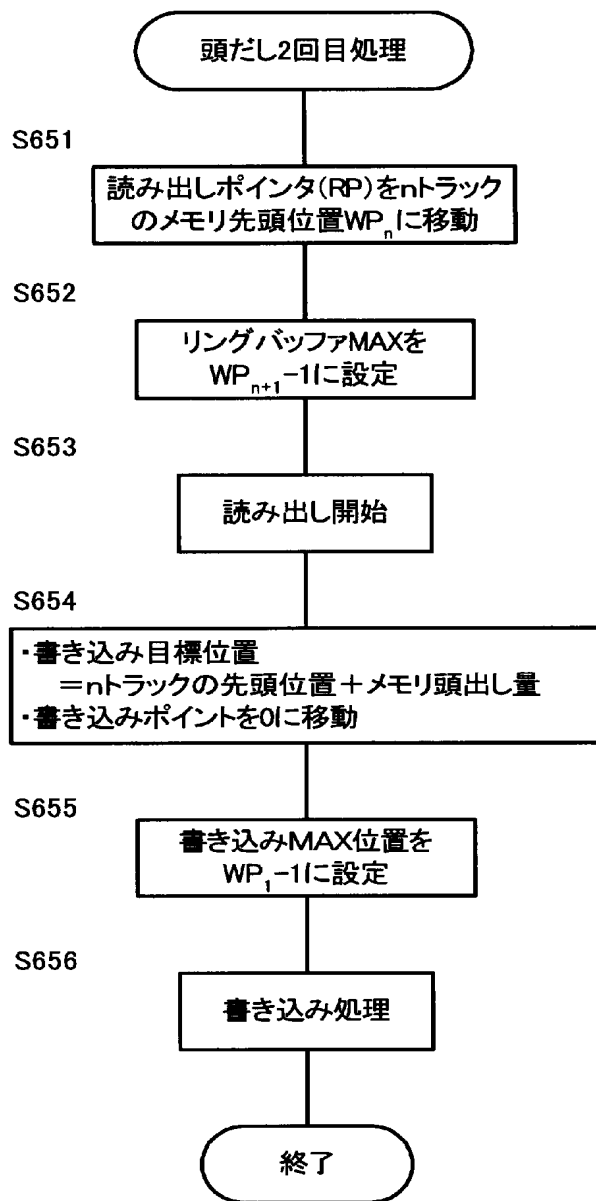 頭だし2回目処理
S651
読み出しポインタ(RP)をnトラック
のメモリ先頭位置WPnに移動
S652
リングバッファMAXを
WPn+1-1に設定
S653
読み出し開始
S654
・書き込み目標位置
=nトラックの先頭位置+メモリ頭出し量
・書き込みポイントを0に移動
S655
書き込みMAX位置を
WP1-1に設定
S656
書き込み処理
終了